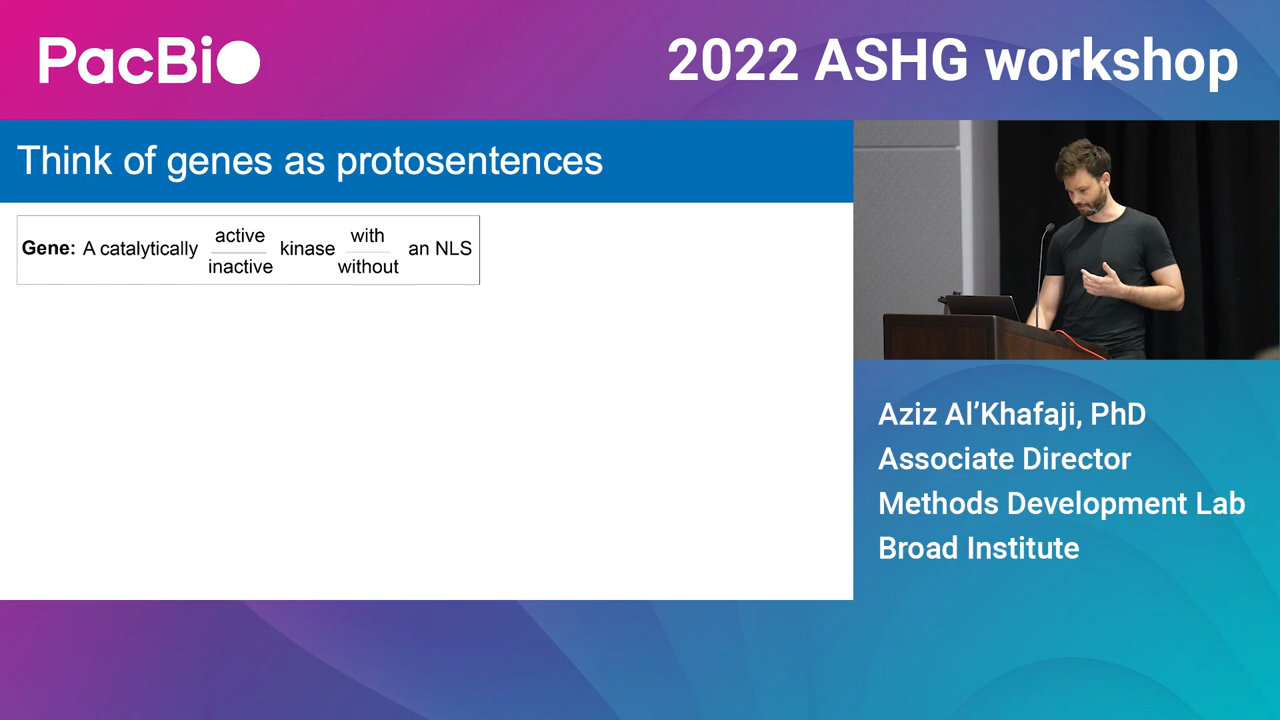 PacBio
2022 ASHG workshop
Think of genes as protosentences
Gene: A catalytically active kinase with an NLS
inactive without
Aziz Al’Khafaji, PhD
Associate Director
Methods Development Lab
Broad Institute